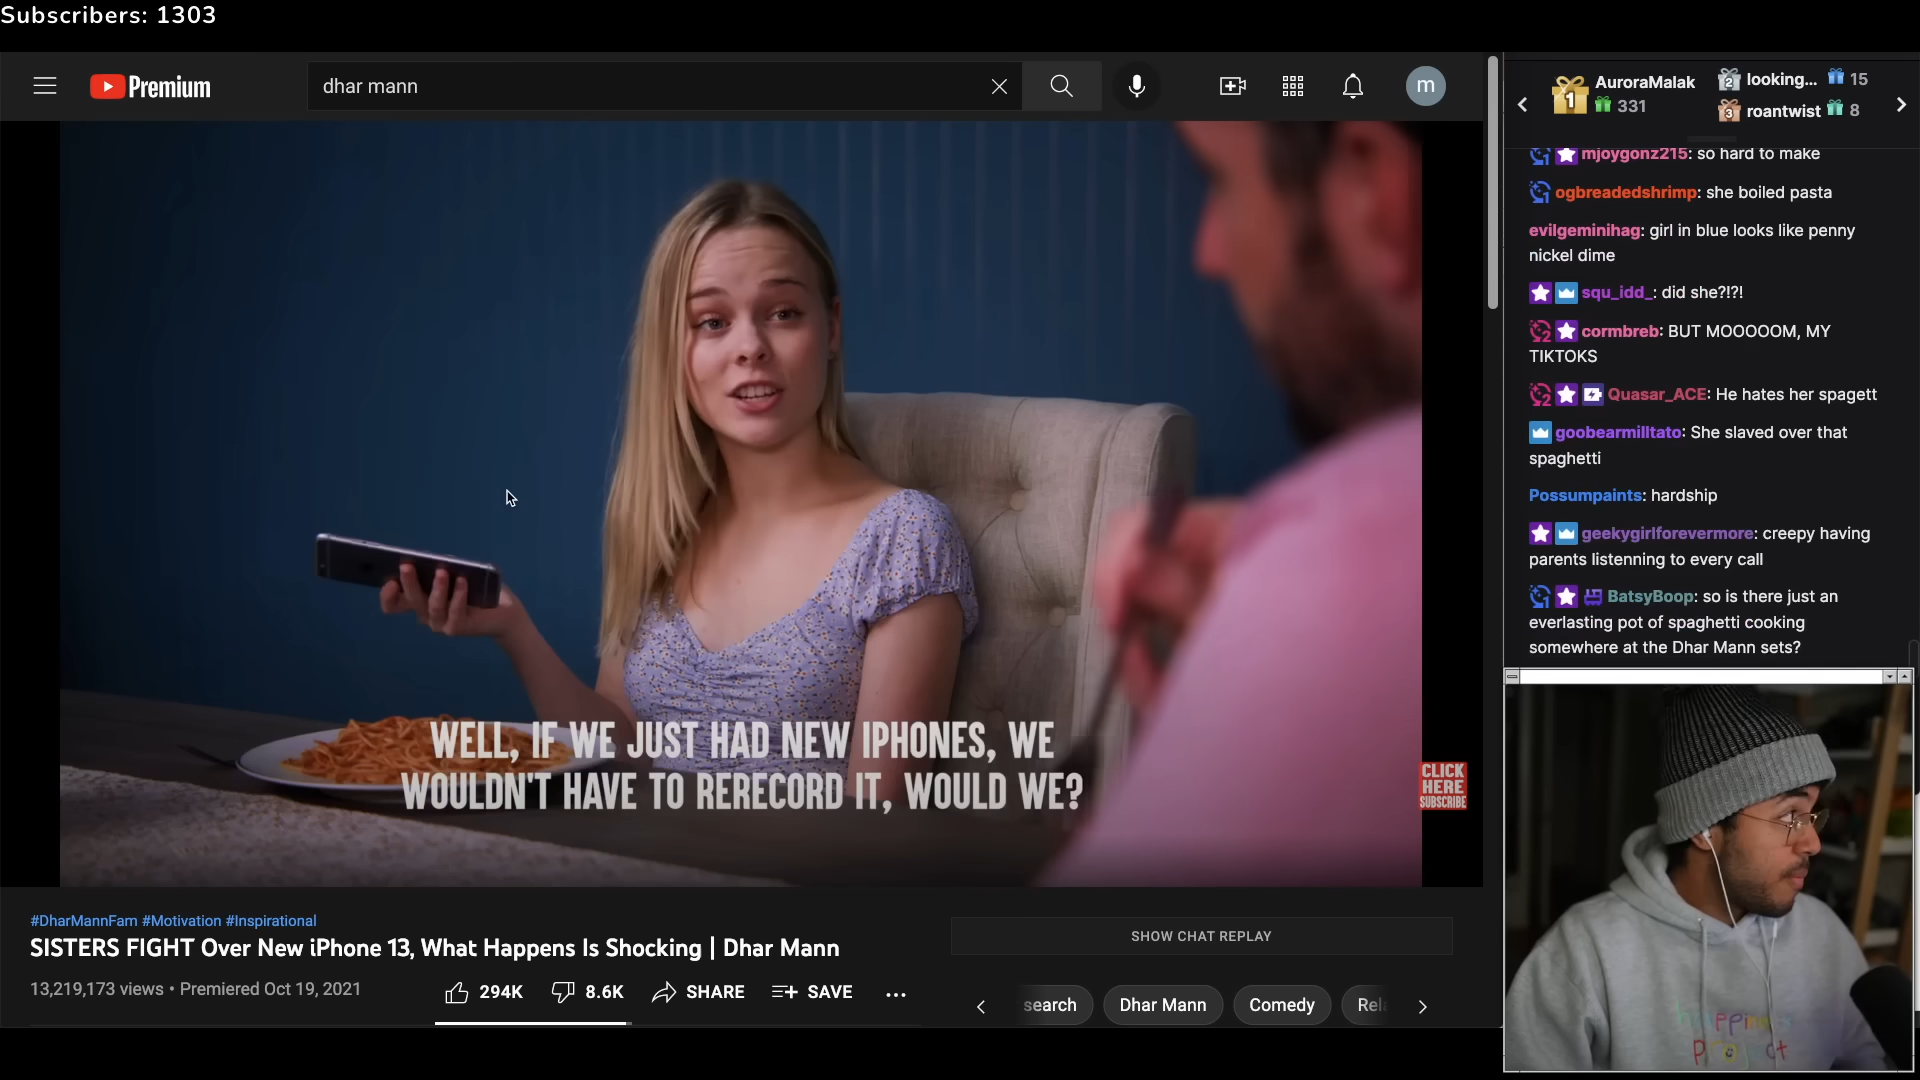 Subscribers: 1303
Premium
dhar mann
m
1
AuroraMalak
331
2
looking...
15
3
roantwist
8
mjoygonz215: so hard to make
ogbreadedshrimp: she boiled pasta
evilgeminihag: girl in blue looks like penny
nickel dime
squ_idd_: did she?!?!
cormbreb: BUT MOOOOOM, MY
TIKTOKS
Quasar_ACE: He hates her spagett
goobearmilltato: She slaved over that
spaghetti
Possumpaints: hardship
geekygirlforevermore: creepy having
parents listenning to every call
BatsyBoop: so is there just an
everlasting pot of spaghetti cooking
somewhere at the Dhar Mann sets?
WELL, IF WE JUST HAD NEW IPHONES, WE
WOULDN'T HAVE TO RERECORD IT, WOULD WE?
CLICK
HERE
SUBSCRIBE
#DharMannFam #Motivation #Inspirational
SISTERS FIGHT Over New iPhone 13, What Happens Is Shocking | Dhar Mann
13,219,173 views • Premiered Oct 19, 2021
294K
8.6K
SHARE
SAVE
SHOW CHAT REPLAY
search
Dhar Mann
Comedy